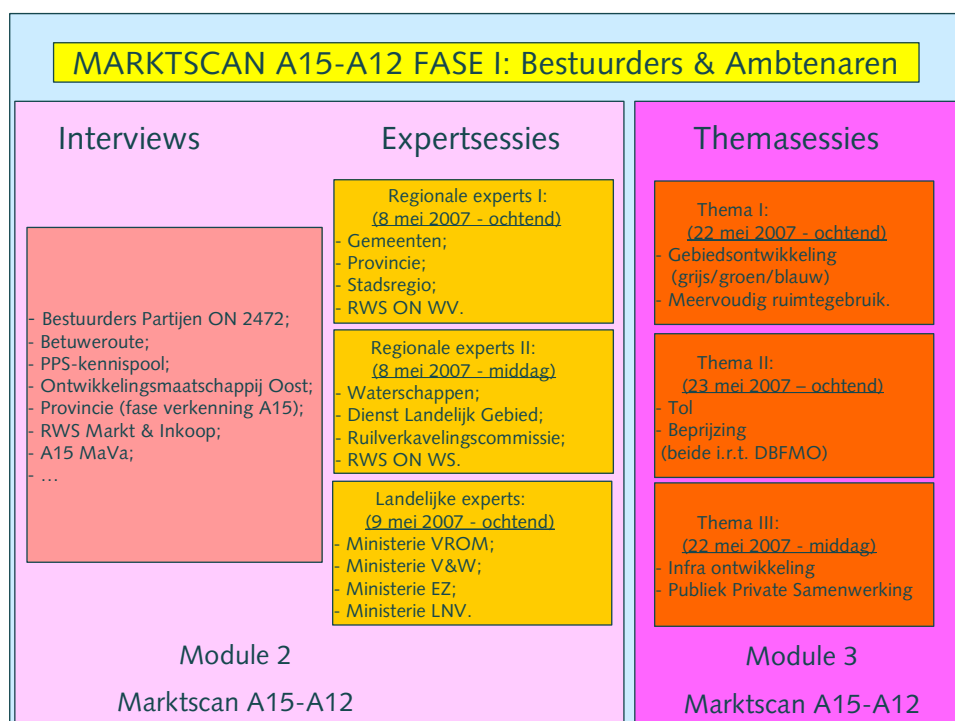 MARKTSCAN A15-A12 FASE I: Bestuurders & Ambtenaren
Interviews
- Bestuurders Partijen ON 2472;
- Betuweroute;
- PPS-kennispool;
- Ontwikkelingsmaatschappij Oost;
- Provincie (fase verkenning A15);
- RWS Markt & Inkoop;
- A15 MaVa;
- …
Expertsessies
Regionale experts I:
(8 mei 2007 - ochtend)
- Gemeenten;
- Provincie;
- Stadsregio;
- RWS ON WV.
Regionale experts II:
(8 mei 2007 - middag)
- Waterschappen;
- Dienst Landelijk Gebied;
- Ruilverkavelingscommissie;
- RWS ON WS.
Landelijke experts:
(9 mei 2007 - ochtend)
- Ministerie VROM;
- Ministerie V&W;
- Ministerie EZ;
- Ministerie LNV.
Module 2
Marktscan A15-A12
Themasessies
Thema I:
(22 mei 2007 - ochtend)
- Gebiedsontwikkeling
(grijs/groen/blauw)
- Meervoudig ruimtegebruik.
Thema II:
(23 mei 2007 – ochtend)
- Tol
- Beprijzing
(beide i.r.t. DBFMO)
Thema III:
(22 mei 2007 - middag)
- Infra ontwikkeling
- Publiek Private Samenwerking
Module 3
Marktscan A15-A12